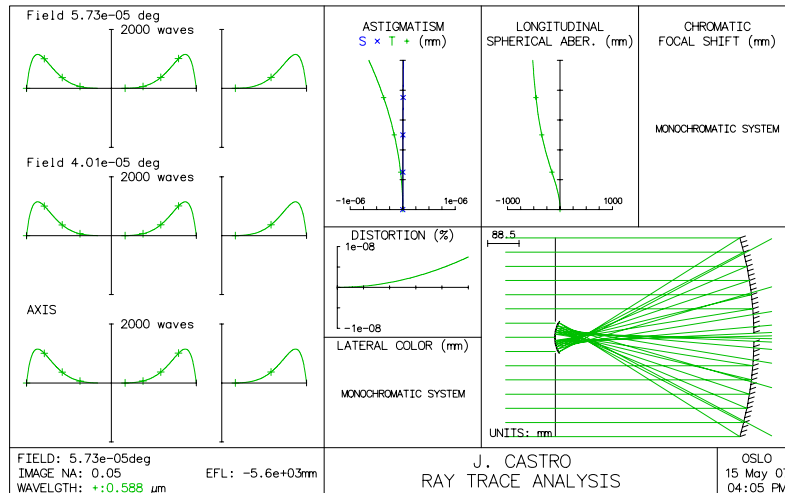 Field 5.73e-05 deg
2000 waves
Field 4.01e-05 deg
2000 waves
AXIS
2000 waves
ASTIGMATISM
S × T + (mm)
-1e-06 1e-06
LONGITUDINAL
SPHERICAL ABER. (mm)
-1000 1000
CHROMATIC
FOCAL SHIFT (mm)
MONOCHROMATIC SYSTEM
DISTORTION (%)
1e-08
-1e-08
LATERAL COLOR (mm)
MONOCHROMATIC SYSTEM
88.5
UNITS: mm
FIELD: 5.73e-05deg
IMAGE NA: 0.05 EFL: -5.6e+03mm
WAVELGTH: +:0.588 µm
J. CASTRO
RAY TRACE ANALYSIS
OSLO
15 May 07
04:05 PM